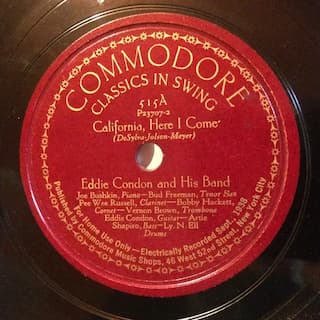 COMMODORE
CLASSICS IN SWING
515A
P23707-2
California, Here I Come
(DeSylva-Jolson-Meyer)
Eddie Condon and His Band
Joe Bushkin, Piano—Bud Freeman, Tenor Sax
Pee Wee Russell, Clarinet—Bobby Hackett,
Cornet—Vernon Brown, Trombone
Eddie Condon, Guitar—Artie
Shapiro, Bass—Ly. N. Ell
Drums
For Home Use Only—Electrically Recorded Sept., 1938
by Commodore Music Shops, 46 West 52nd Street, New York City